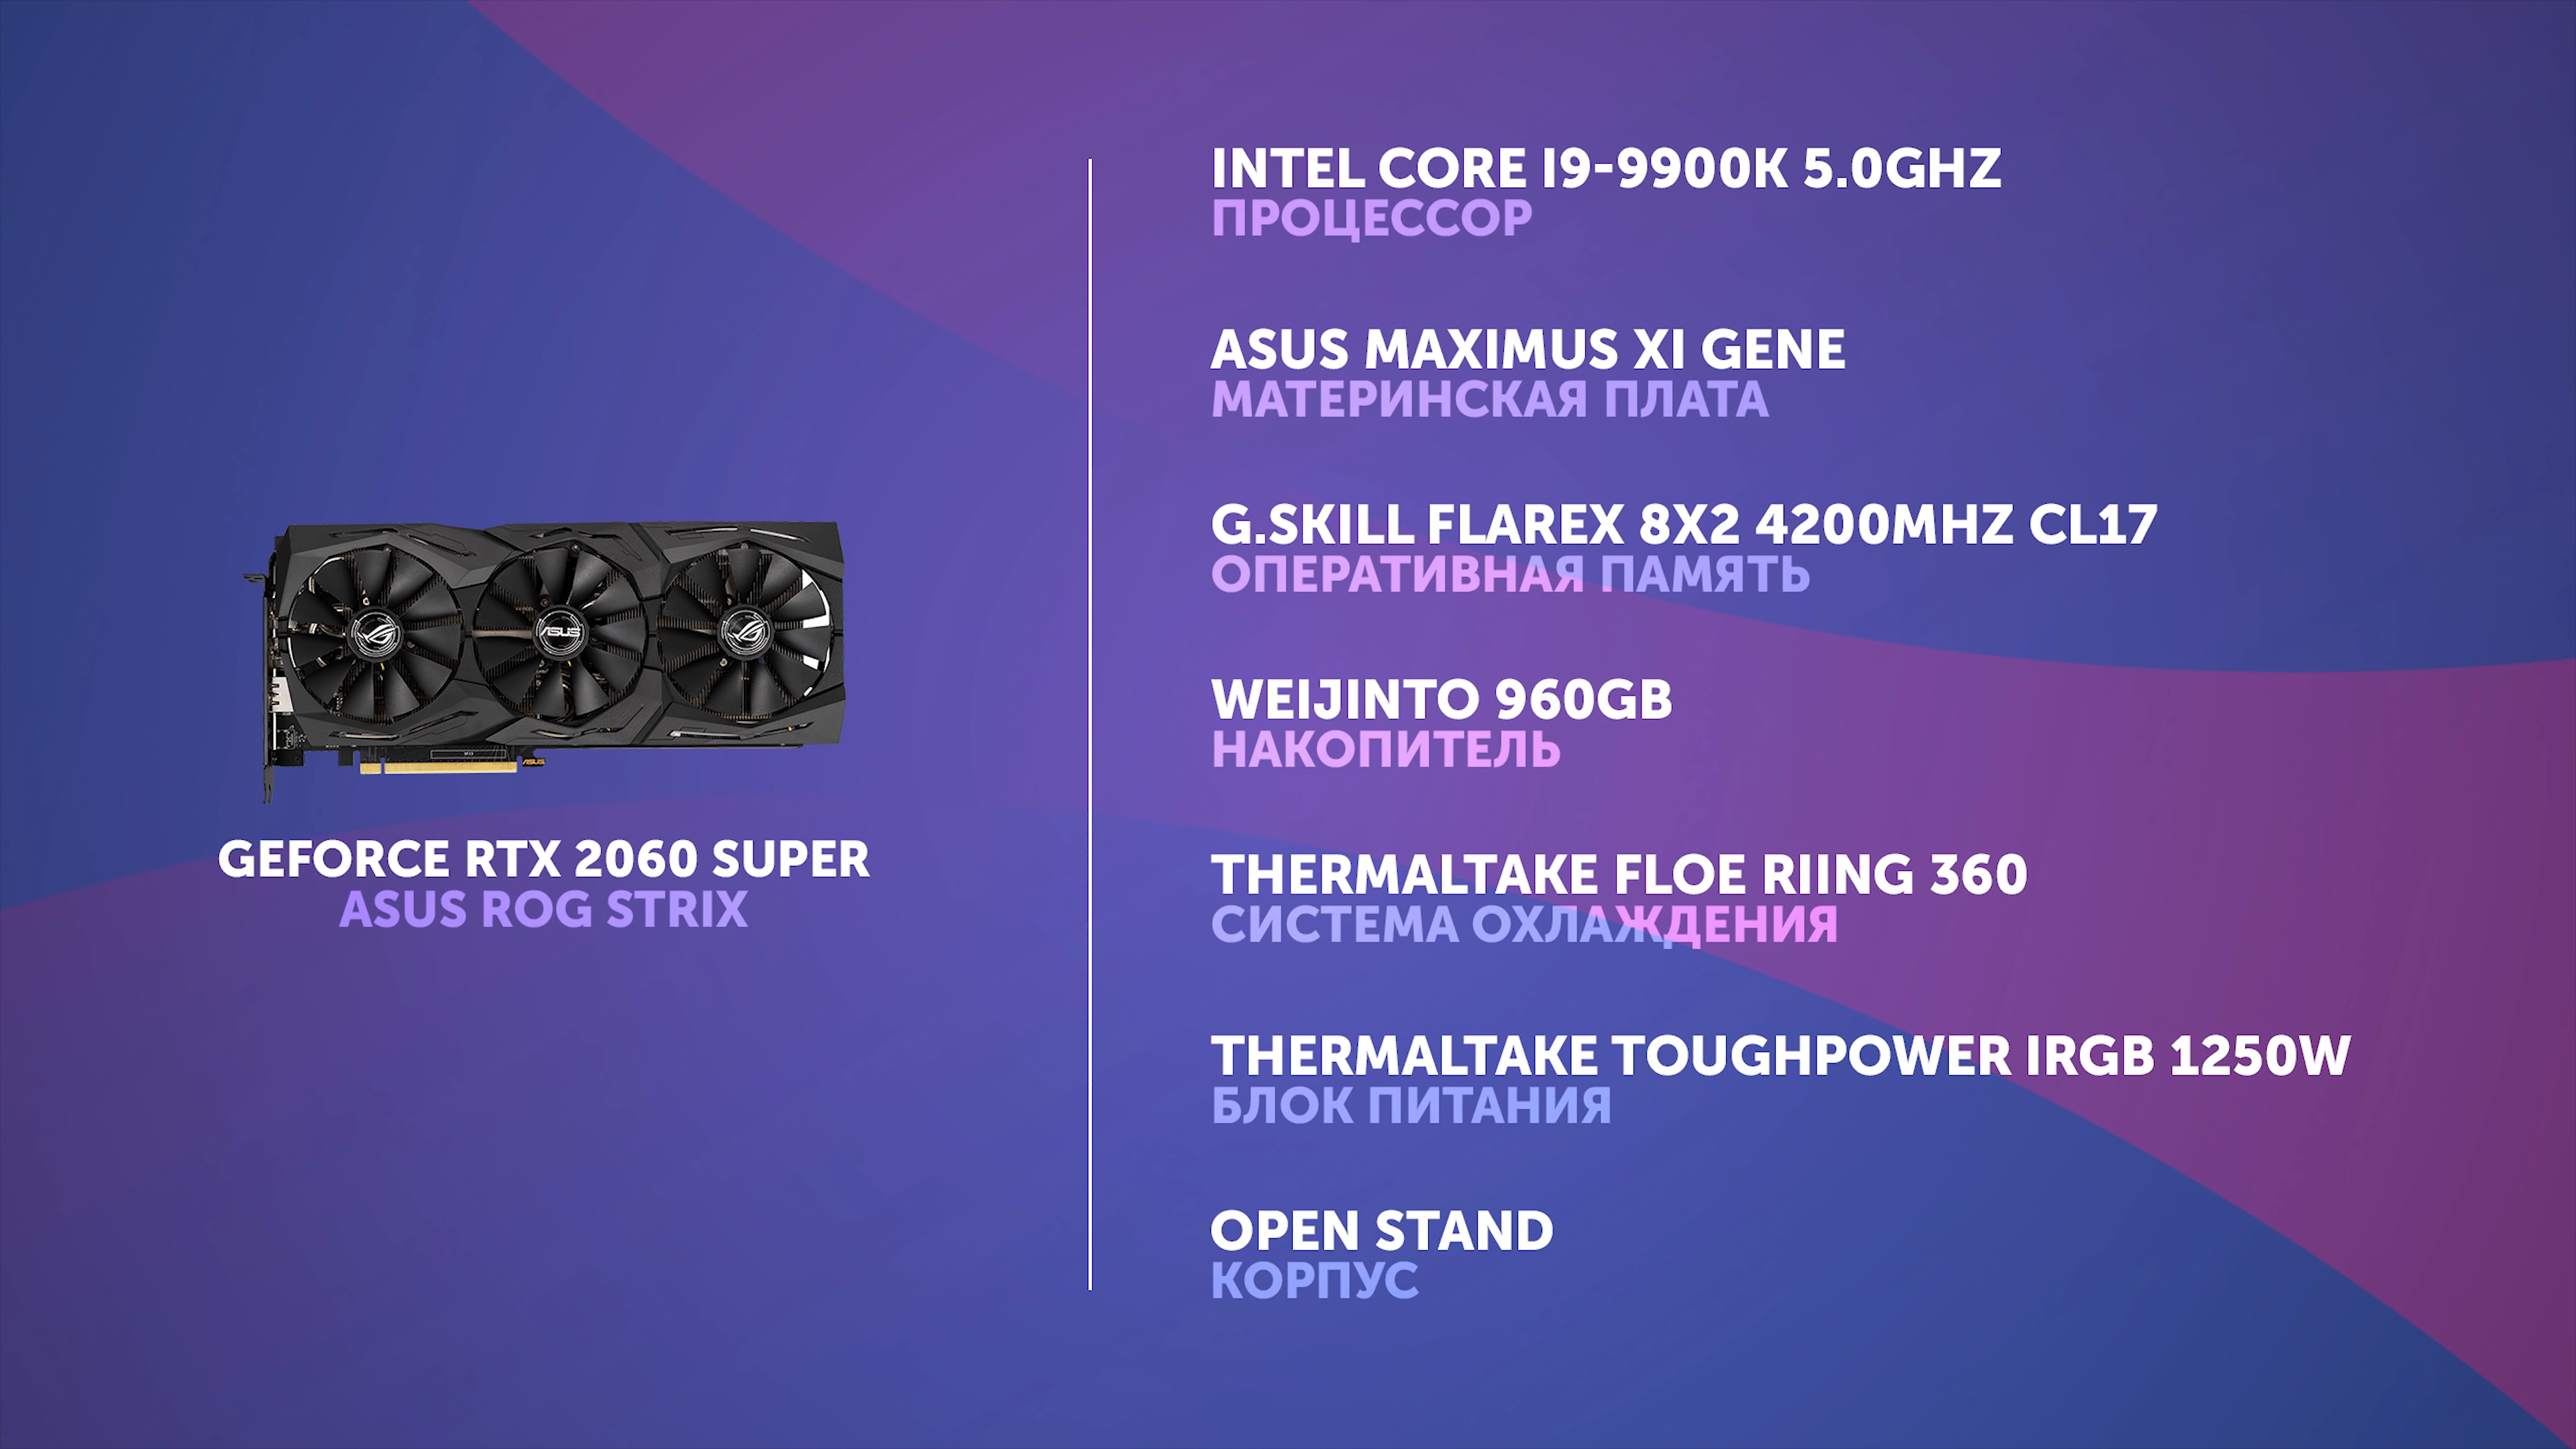 ASUS
ASUS
GEFORCE RTX 2060 SUPER
ASUS ROG STRIX
INTEL CORE I9-9900K 5.0GHZ
ПРОЦЕССОР
ASUS MAXIMUS XI GENE
МАТЕРИНСКАЯ ПЛАТА
G.SKILL FLAREX 8X2 4200MHZ CL17
ОПЕРАТИВНАЯ ПАМЯТЬ
WEIJINTO 960GB
НАКОПИТЕЛЬ
THERMALTAKE FLOE RIING 360
СИСТЕМА ОХЛАЖДЕНИЯ
THERMALTAKE TOUGHPOWER IRGB 1250W
БЛОК ПИТАНИЯ
OPEN STAND
КОРПУС